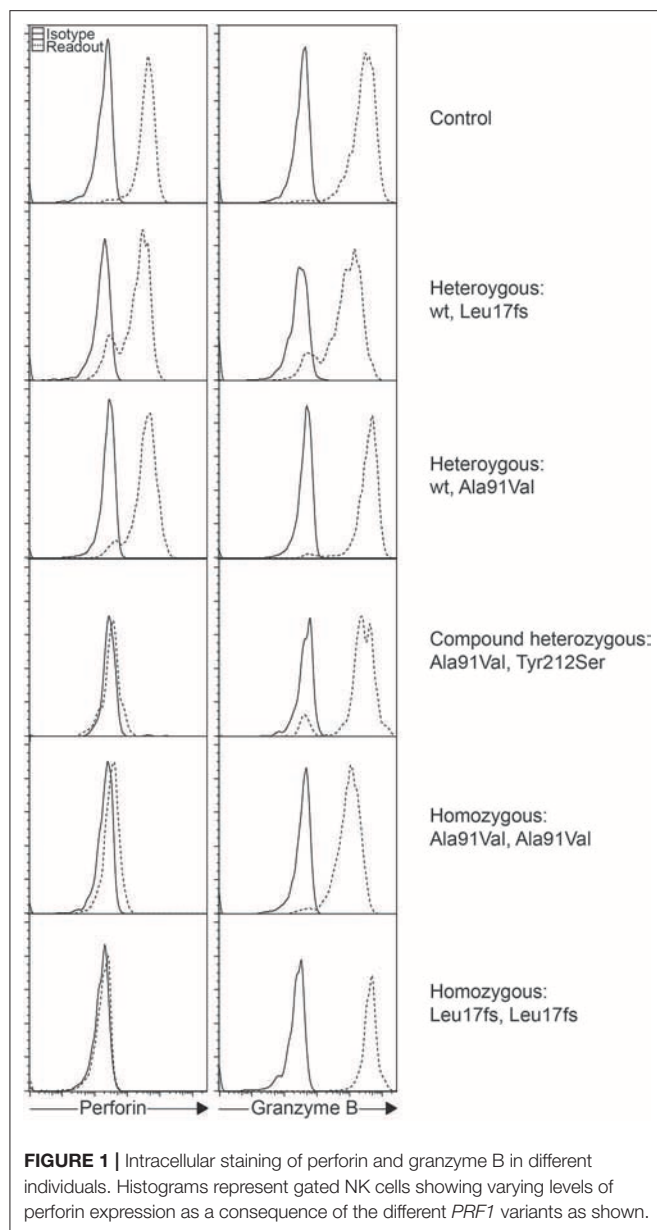 Isotype
Readout
Control
Heteroygous:
wt, Leu17fs
Heteroygous:
wt, Ala91Val
Compound heterozygous:
Ala91Val, Tyr212Ser
Homozygous:
Ala91Val, Ala91Val
Homozygous:
Leu17fs, Leu17fs
Perforin
Granzyme B
FIGURE 1 | Intracellular staining of perforin and granzyme B in different
individuals. Histograms represent gated NK cells showing varying levels of
perforin expression as a consequence of the different PRF1 variants as shown.